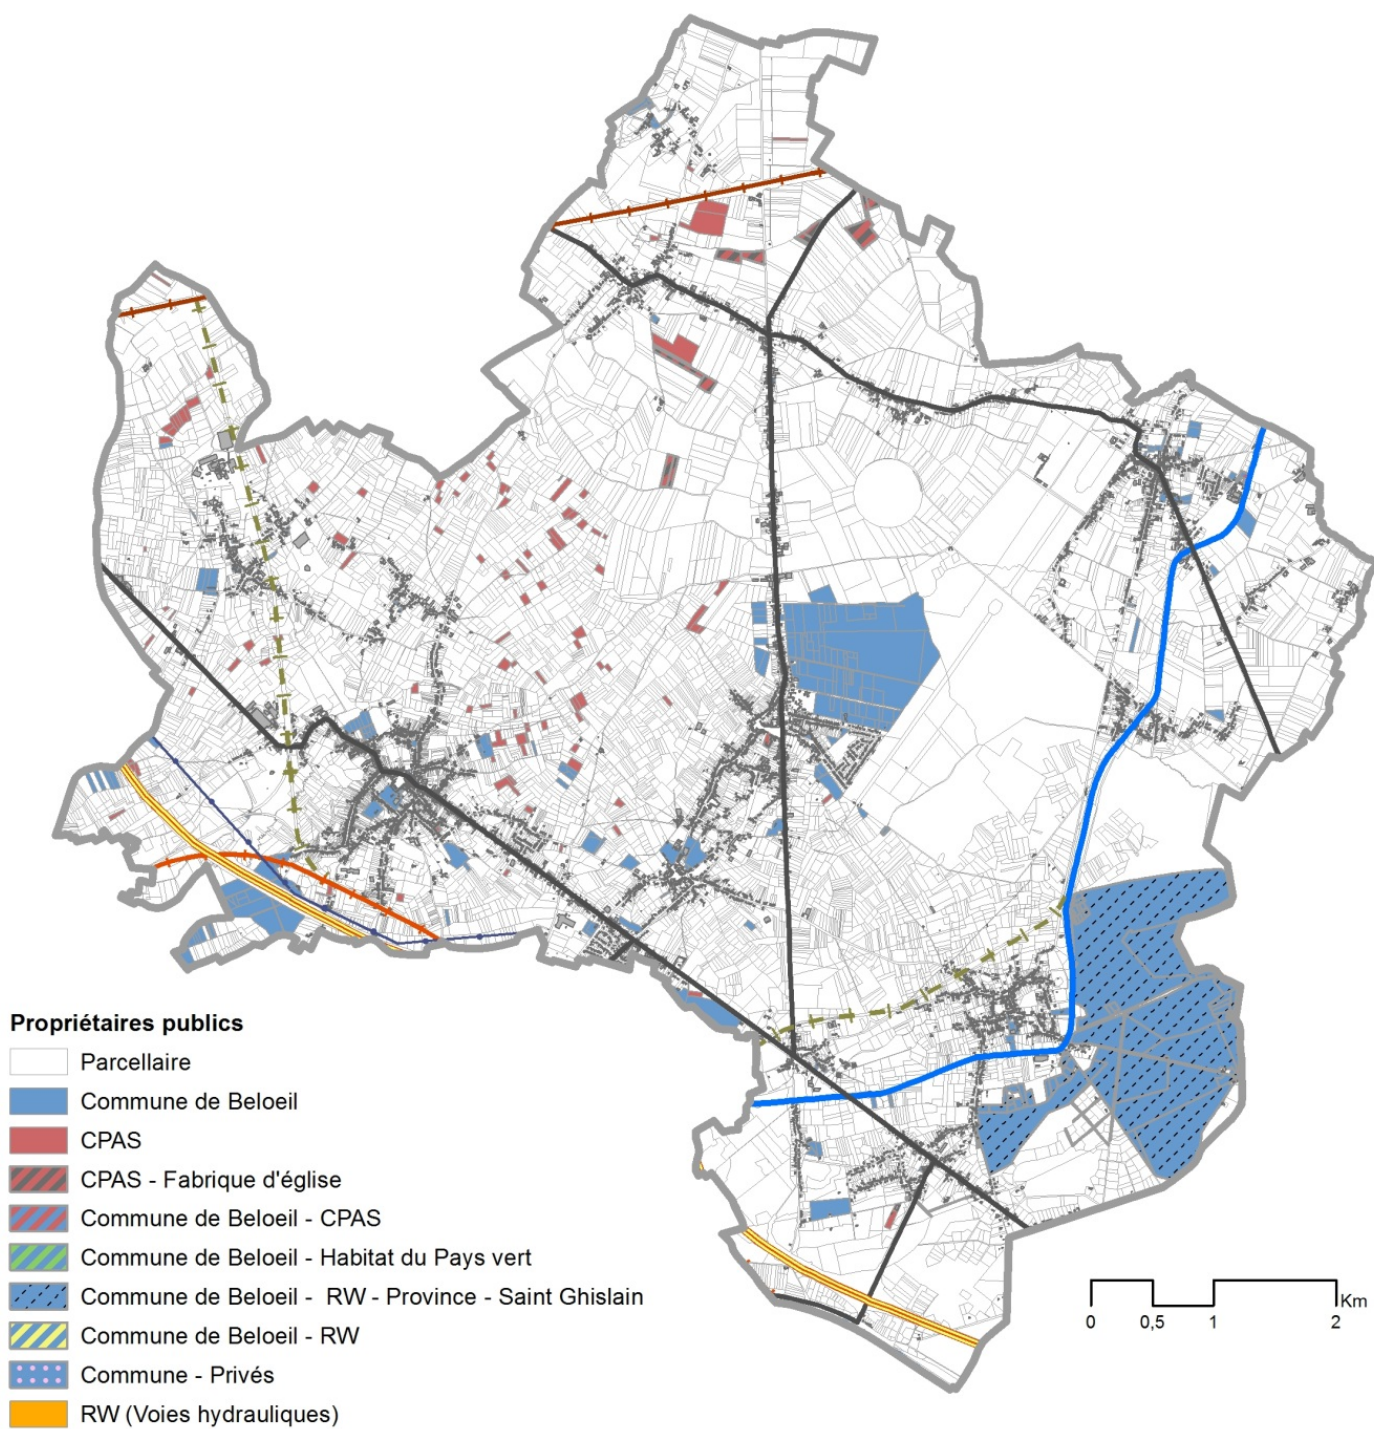 Propriétaires publics
Parcellaire
Commune de Beloeil
CPAS
CPAS - Fabrique d'église
Commune de Beloeil - CPAS
Commune de Beloeil - Habitat du Pays vert
Commune de Beloeil -  RW - Province - Saint Ghislain
Commune de Beloeil - RW
Commune - Privés
RW (Voies hydrauliques)
Km
0 0,5 1 2